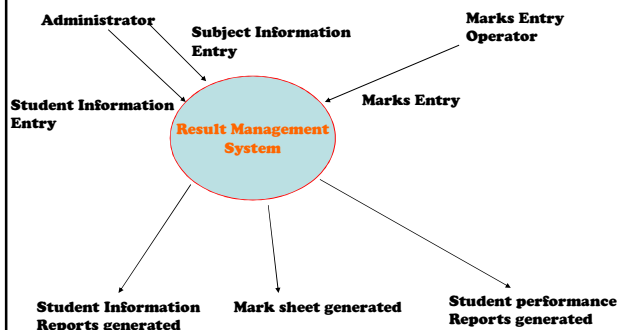 Administrator
Marks Entry
Operator
Subject Information
Entry
Student Information
Entry
Marks Entry
Result Management
System
Student Information
Reports generated
Mark sheet generated
Student performance
Reports generated